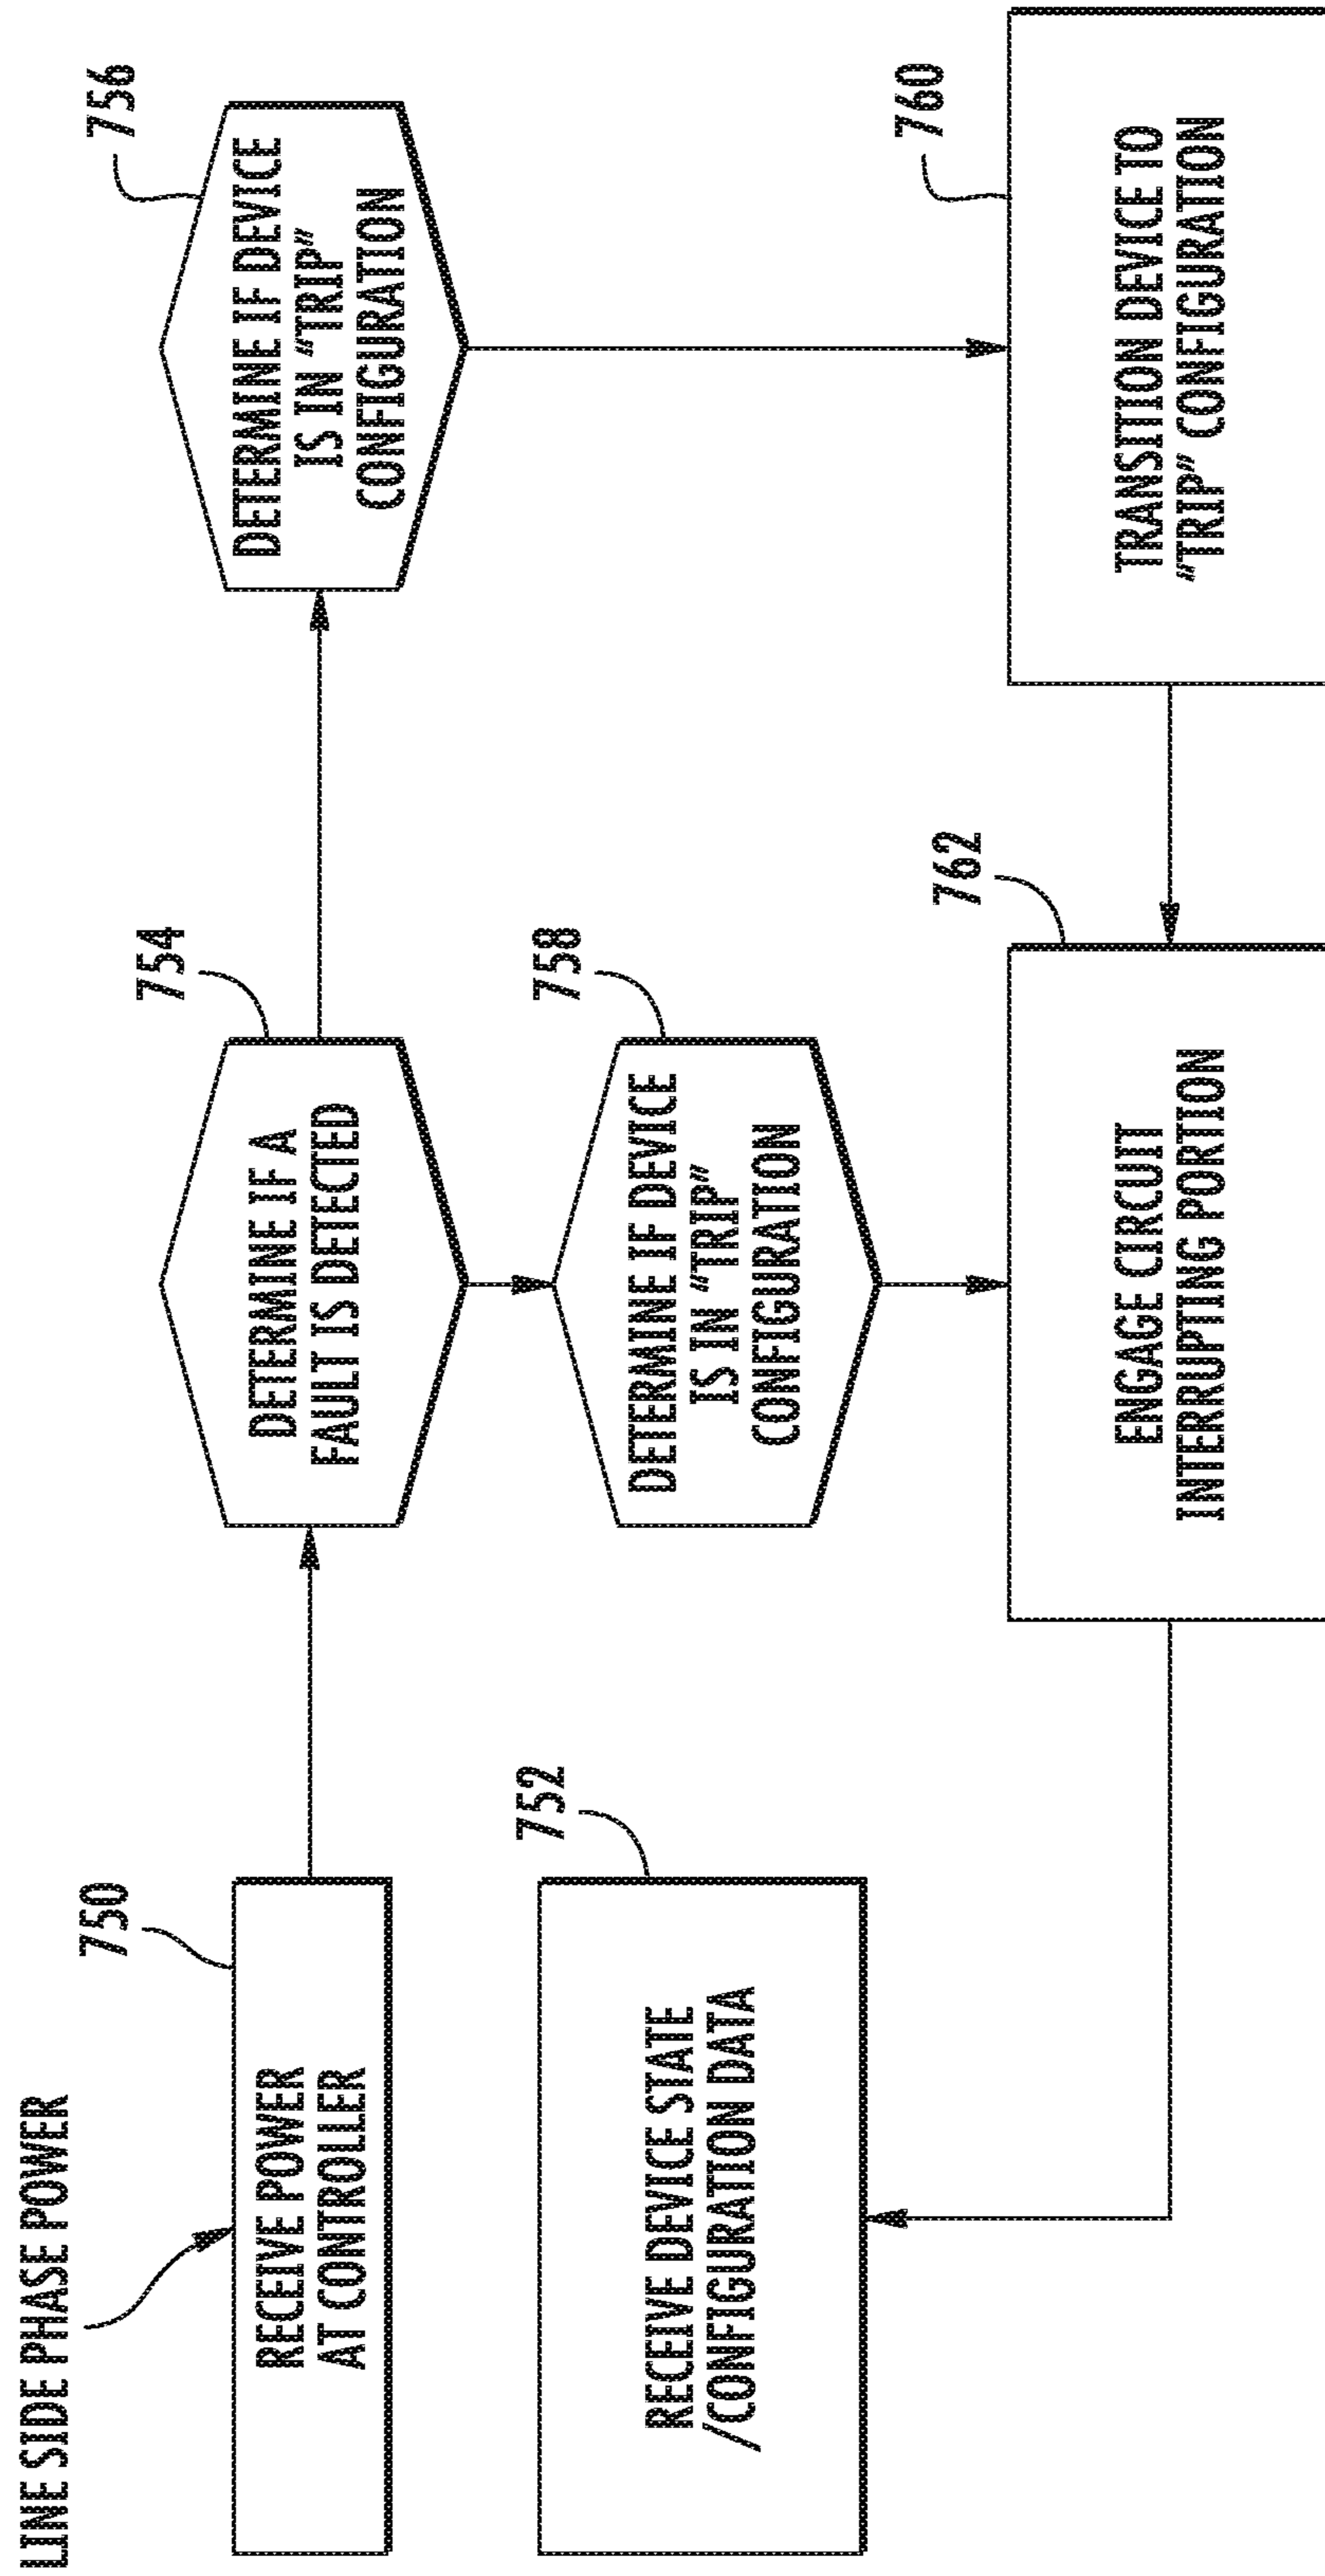 LINE SIDE PHASE POWER
750
RECEIVE POWER
AT CONTROLLER
754
DETERMINE IF A
FAULT IS DETECTED
756
DETERMINE IF DEVICE
IS IN "TRIP"
CONFIGURATION
752
RECEIVE DEVICE STATE
/CONFIGURATION DATA
758
DETERMINE IF DEVICE
IS IN "TRIP"
CONFIGURATION
762
ENGAGE CIRCUIT
INTERRUPTING PORTION
760
TRANSITION DEVICE TO
"TRIP" CONFIGURATION